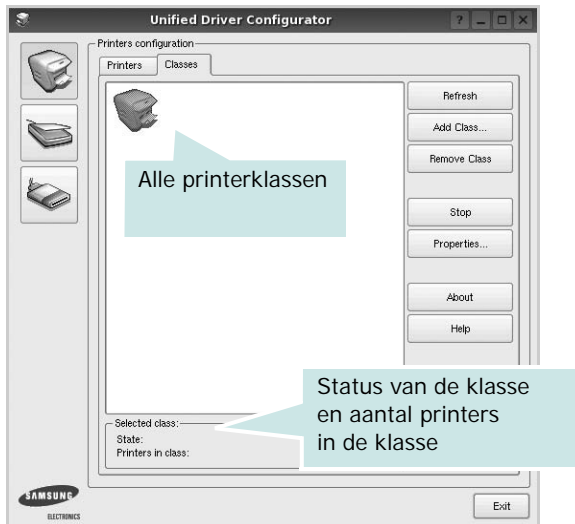 Unified Driver Configurator
Printers configuration
Printers Classes
Refresh
Add Class...
Remove Class
Alle printerklassen
Stop
Properties...
About
Help
Status van de klasse
en aantal printers
in de klasse
Selected class:
State:
Printers in class:
SAMSUNG
ELECTRONICS
Exit